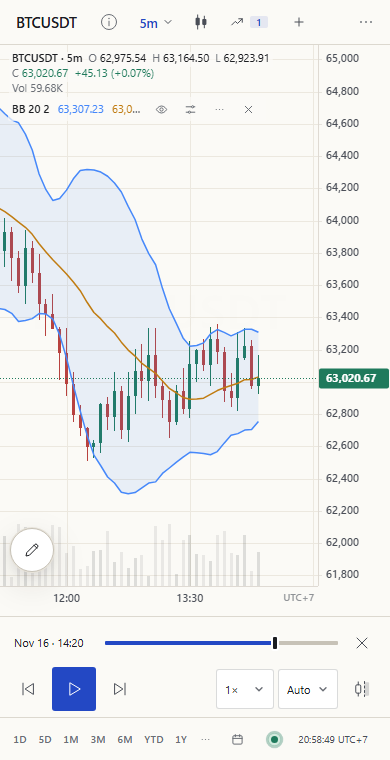 BTCUSDT 5m 1
BTCUSDT · 5m O 62,975.54 H 63,164.50 L 62,923.91
C 63,020.67 +45.13 (+0.07%)
Vol 59.68K
BB 20 2 63,307.23 63,0...
65,000
64,800
64,600
64,400
64,200
64,000
63,800
63,600
63,400
63,200
63,020.67
62,800
62,600
62,400
62,200
62,000
61,800
12:00 13:30 UTC+7
Nov 16 · 14:20
1× Auto
1D 5D 1M 3M 6M YTD 1Y ... 20:58:49 UTC+7